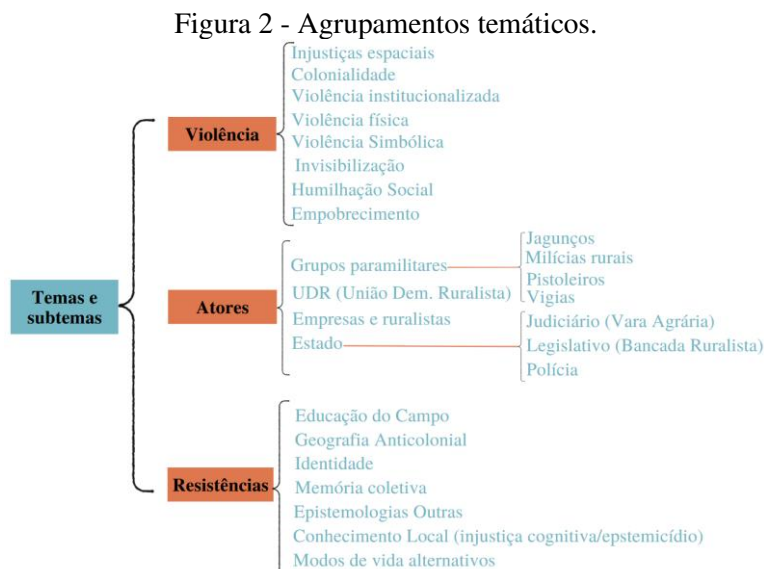 Figura 2 - Agrupamentos temáticos.
Temas e
subtemas
Violência
Injustiças espaciais
Colonialidade
Violência institucionalizada
Violência física
Violência Simbólica
Invisibilização
Humilhação Social
Empobrecimento
Atores
Grupos paramilitares
Jagunços
Milícias rurais
Pistoleiros
Vigias
UDR (União Dem. Ruralista)
Empresas e ruralistas
Estado
Judiciário (Vara Agrária)
Legislativo (Bancada Ruralista)
Polícia
Resistências
Educação do Campo
Geografia Anticolonial
Identidade
Memória coletiva
Epistemologias Outras
Conhecimento Local (injustiça cognitiva/epstemicídio)
Modos de vida alternativos